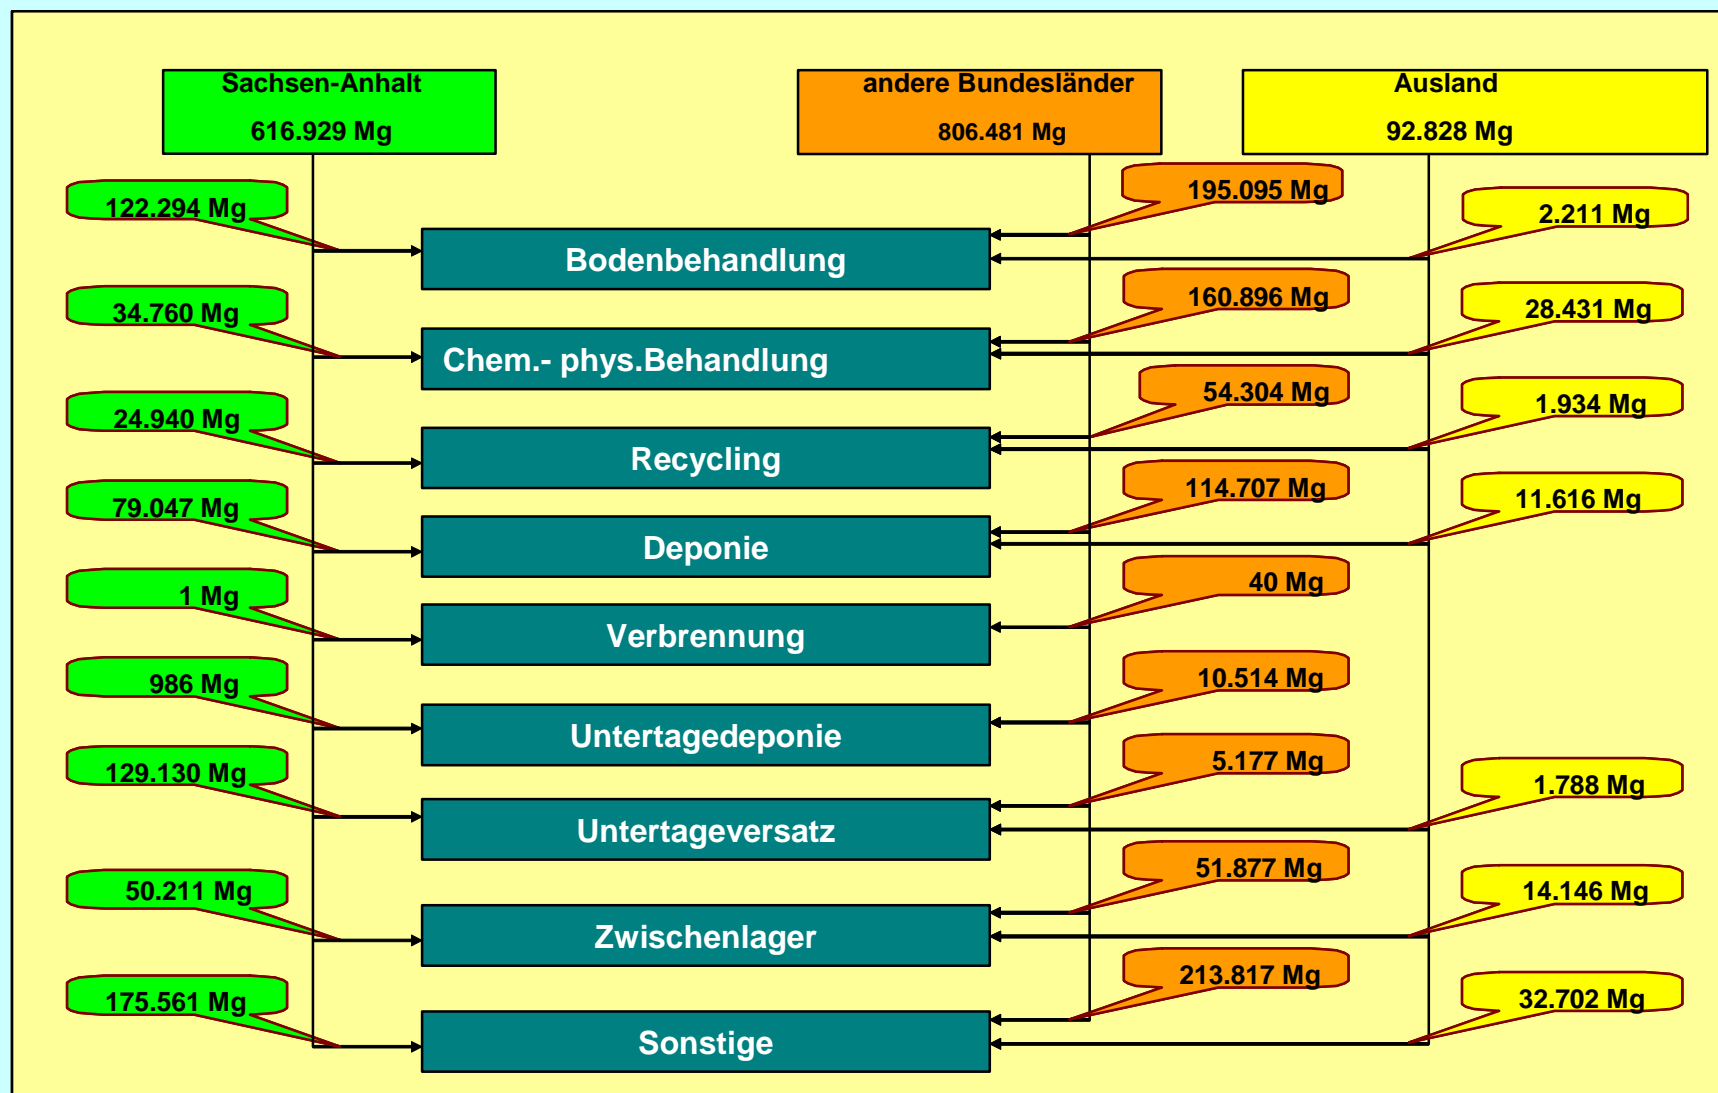 Sachsen-Anhalt
616.929 Mg
andere Bundesländer
806.481 Mg
Ausland
92.828 Mg
122.294 Mg
195.095 Mg
2.211 Mg
Bodenbehandlung
34.760 Mg
160.896 Mg
28.431 Mg
Chem.- phys.Behandlung
24.940 Mg
54.304 Mg
1.934 Mg
Recycling
79.047 Mg
114.707 Mg
11.616 Mg
Deponie
1 Mg
40 Mg
Verbrennung
986 Mg
10.514 Mg
Untertagedeponie
129.130 Mg
5.177 Mg
1.788 Mg
Untertageversatz
50.211 Mg
51.877 Mg
14.146 Mg
Zwischenlager
175.561 Mg
213.817 Mg
32.702 Mg
Sonstige